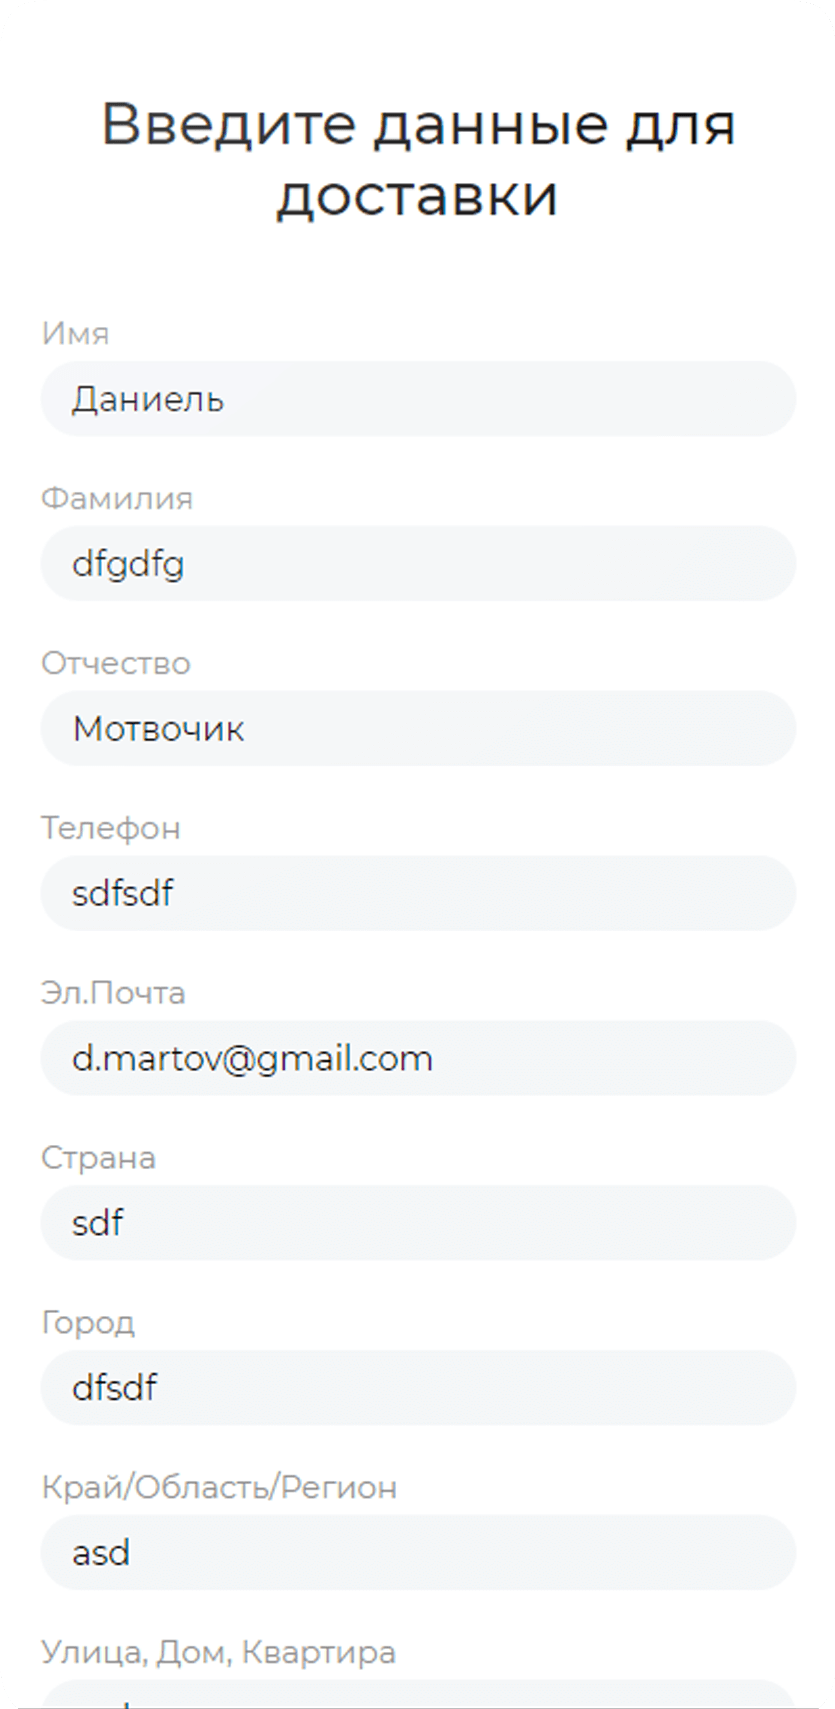 Введите данные для
доставки
Имя
Даниель
Фамилия
dfgdfg
Отчество
Мотвочик
Телефон
sdfsdf
Эл.Почта
d.martov@gmail.com
Страна
sdf
Город
dfsdf
Край/Область/Регион
asd
Улица, Дом, Квартира